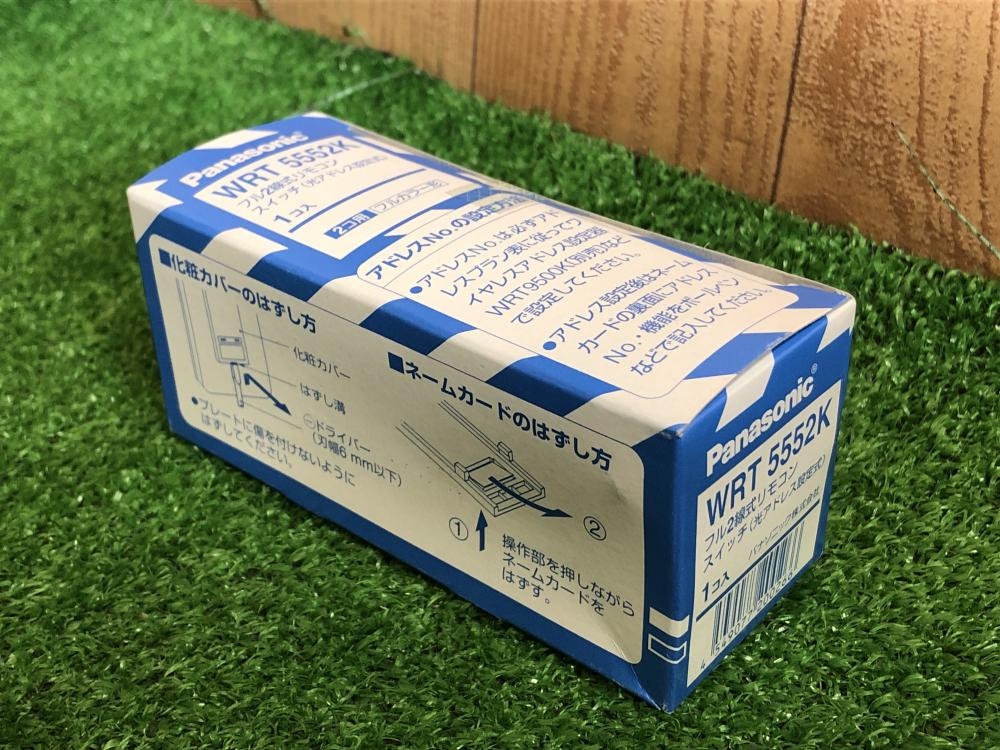 Panasonic
WRT 5552K
フル2線式リモコン
スイッチ(光アドレス設定式)
1コ入
2コ用
フルカラー形
アドレスNo.の設定方法
●アドレスNo.は必ずアド
レスプラン表に従ってワ
イヤレスアドレス設定器
WRT9500K(別売)など
で設定してください。
●アドレス設定後はネーム
カードの裏面にアドレス
No.・機能をボールペン
などで記入してください。
■化粧カバーのはずし方
化粧カバー
はずし溝
⊖ドライバー
(刃幅6 mm以下)
●プレートに傷を付けないように
はずしてください。
■ネームカードのはずし方
①
②
操作部を押しながら
ネームカードを
はずす。
Panasonic®
WRT 5552K
フル2線式リモコン
スイッチ(光アドレス設定式)
パナソニック株式会社
1コ入